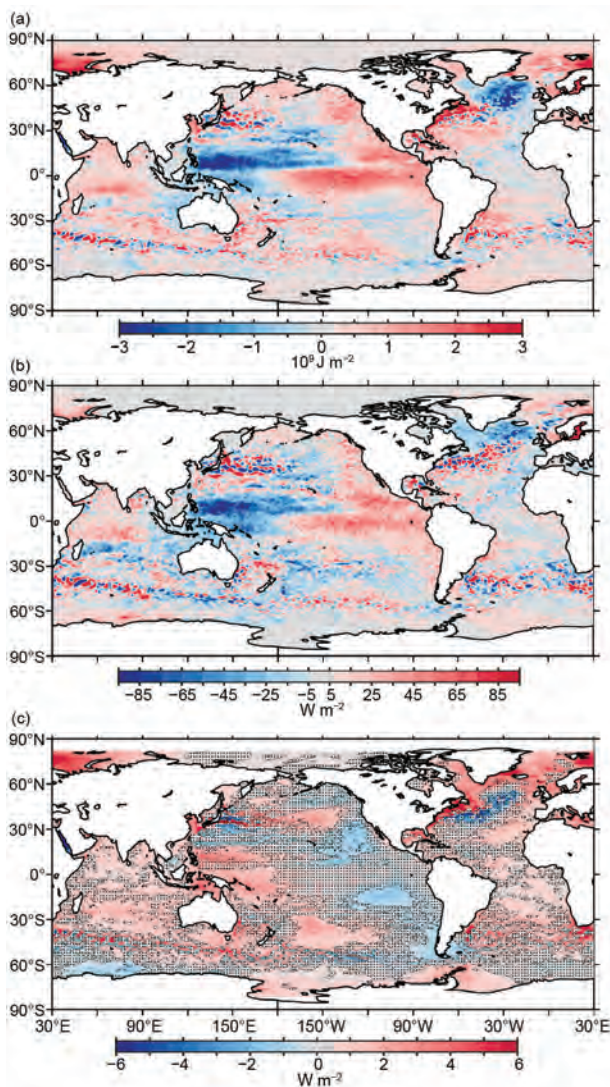 (a)
90°N
60°N
30°N
0°
30°S
60°S
90°S
−3 −2 −1 0 1 2 3
10⁹ J m⁻²
(b)
90°N
60°N
30°N
0°
30°S
60°S
90°S
−85 −65 −45 −25 −5 5 25 45 65 85
W m⁻²
(c)
90°N
60°N
30°N
0°
30°S
60°S
90°S
30°E 90°E 150°E 150°W 90°W 30°W 30°E
−6 −4 −2 0 2 4 6
W m⁻²